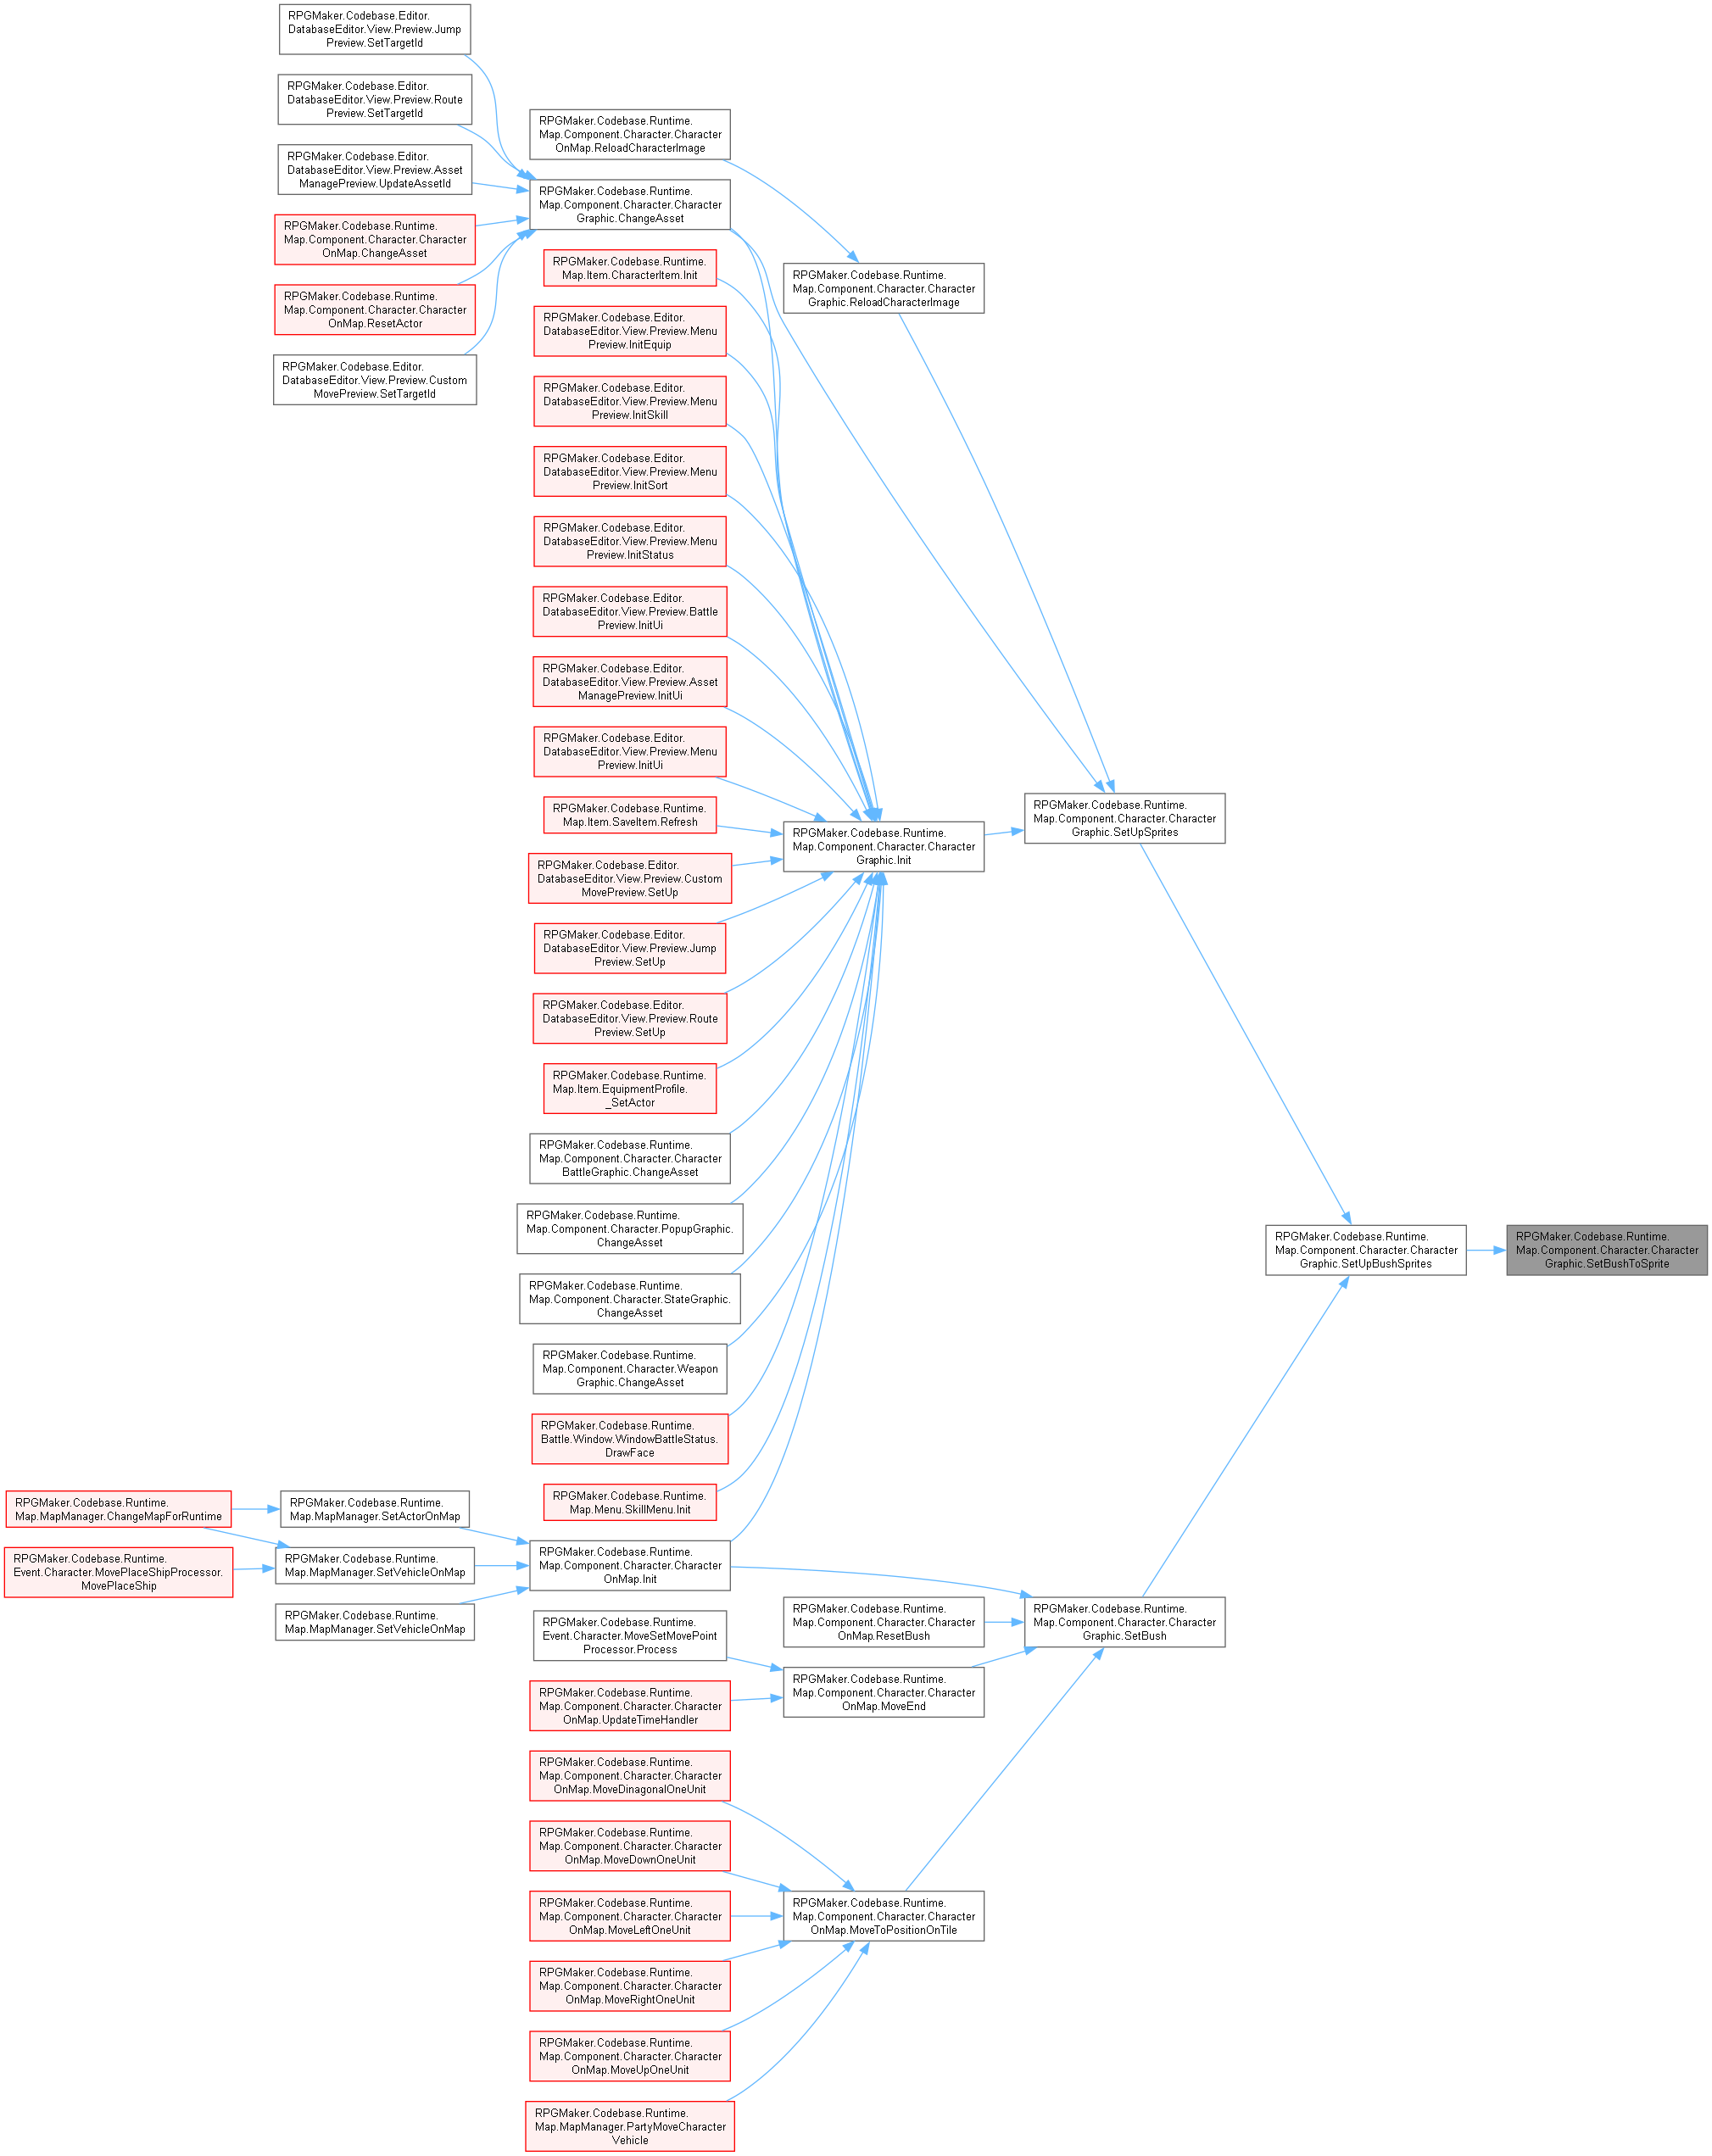 RPGMaker.Codebase.Editor.
DatabaseEditor.View.Preview.Jump
Preview.SetTargetId
RPGMaker.Codebase.Editor.
DatabaseEditor.View.Preview.Route
Preview.SetTargetId
RPGMaker.Codebase.Editor.
DatabaseEditor.View.Preview.Asset
ManagePreview.UpdateAssetId
RPGMaker.Codebase.Runtime.
Map.Component.Character.Character
OnMap.ChangeAsset
RPGMaker.Codebase.Runtime.
Map.Component.Character.Character
OnMap.ResetActor
RPGMaker.Codebase.Editor.
DatabaseEditor.View.Preview.Custom
MovePreview.SetTargetId
RPGMaker.Codebase.Runtime.
Map.MapManager.ChangeMapForRuntime
RPGMaker.Codebase.Runtime.
Event.Character.MovePlaceShipProcessor.
MovePlaceShip
RPGMaker.Codebase.Runtime.
Map.MapManager.SetActorOnMap
RPGMaker.Codebase.Runtime.
Map.MapManager.SetVehicleOnMap
RPGMaker.Codebase.Runtime.
Map.MapManager.SetVehicleOnMap
RPGMaker.Codebase.Runtime.
Map.Component.Character.Character
OnMap.ReloadCharacterImage
RPGMaker.Codebase.Runtime.
Map.Component.Character.Character
Graphic.ChangeAsset
RPGMaker.Codebase.Runtime.
Map.Item.CharacterItem.Init
RPGMaker.Codebase.Editor.
DatabaseEditor.View.Preview.Menu
Preview.InitEquip
RPGMaker.Codebase.Editor.
DatabaseEditor.View.Preview.Menu
Preview.InitSkill
RPGMaker.Codebase.Editor.
DatabaseEditor.View.Preview.Menu
Preview.InitSort
RPGMaker.Codebase.Editor.
DatabaseEditor.View.Preview.Menu
Preview.InitStatus
RPGMaker.Codebase.Editor.
DatabaseEditor.View.Preview.Battle
Preview.InitUi
RPGMaker.Codebase.Editor.
DatabaseEditor.View.Preview.Asset
ManagePreview.InitUi
RPGMaker.Codebase.Editor.
DatabaseEditor.View.Preview.Menu
Preview.InitUi
RPGMaker.Codebase.Runtime.
Map.Item.SaveItem.Refresh
RPGMaker.Codebase.Editor.
DatabaseEditor.View.Preview.Custom
MovePreview.SetUp
RPGMaker.Codebase.Editor.
DatabaseEditor.View.Preview.Jump
Preview.SetUp
RPGMaker.Codebase.Editor.
DatabaseEditor.View.Preview.Route
Preview.SetUp
RPGMaker.Codebase.Runtime.
Map.Item.EquipmentProfile.
_SetActor
RPGMaker.Codebase.Runtime.
Map.Component.Character.Character
BattleGraphic.ChangeAsset
RPGMaker.Codebase.Runtime.
Map.Component.Character.PopupGraphic.
ChangeAsset
RPGMaker.Codebase.Runtime.
Map.Component.Character.StateGraphic.
ChangeAsset
RPGMaker.Codebase.Runtime.
Map.Component.Character.Weapon
Graphic.ChangeAsset
RPGMaker.Codebase.Runtime.
Battle.Window.WindowBattleStatus.
DrawFace
RPGMaker.Codebase.Runtime.
Map.Menu.SkillMenu.Init
RPGMaker.Codebase.Runtime.
Map.Component.Character.Character
OnMap.Init
RPGMaker.Codebase.Runtime.
Event.Character.MoveSetMovePoint
Processor.Process
RPGMaker.Codebase.Runtime.
Map.Component.Character.Character
OnMap.UpdateTimeHandler
RPGMaker.Codebase.Runtime.
Map.Component.Character.Character
OnMap.MoveDinagonalOneUnit
RPGMaker.Codebase.Runtime.
Map.Component.Character.Character
OnMap.MoveDownOneUnit
RPGMaker.Codebase.Runtime.
Map.Component.Character.Character
OnMap.MoveLeftOneUnit
RPGMaker.Codebase.Runtime.
Map.Component.Character.Character
OnMap.MoveRightOneUnit
RPGMaker.Codebase.Runtime.
Map.Component.Character.Character
OnMap.MoveUpOneUnit
RPGMaker.Codebase.Runtime.
Map.MapManager.PartyMoveCharacter
Vehicle
RPGMaker.Codebase.Runtime.
Map.Component.Character.Character
Graphic.ReloadCharacterImage
RPGMaker.Codebase.Runtime.
Map.Component.Character.Character
Graphic.Init
RPGMaker.Codebase.Runtime.
Map.Component.Character.Character
OnMap.ResetBush
RPGMaker.Codebase.Runtime.
Map.Component.Character.Character
OnMap.MoveEnd
RPGMaker.Codebase.Runtime.
Map.Component.Character.Character
OnMap.MoveToPositionOnTile
RPGMaker.Codebase.Runtime.
Map.Component.Character.Character
Graphic.SetUpSprites
RPGMaker.Codebase.Runtime.
Map.Component.Character.Character
Graphic.SetBush
RPGMaker.Codebase.Runtime.
Map.Component.Character.Character
Graphic.SetUpBushSprites
RPGMaker.Codebase.Runtime.
Map.Component.Character.Character
Graphic.SetBushToSprite